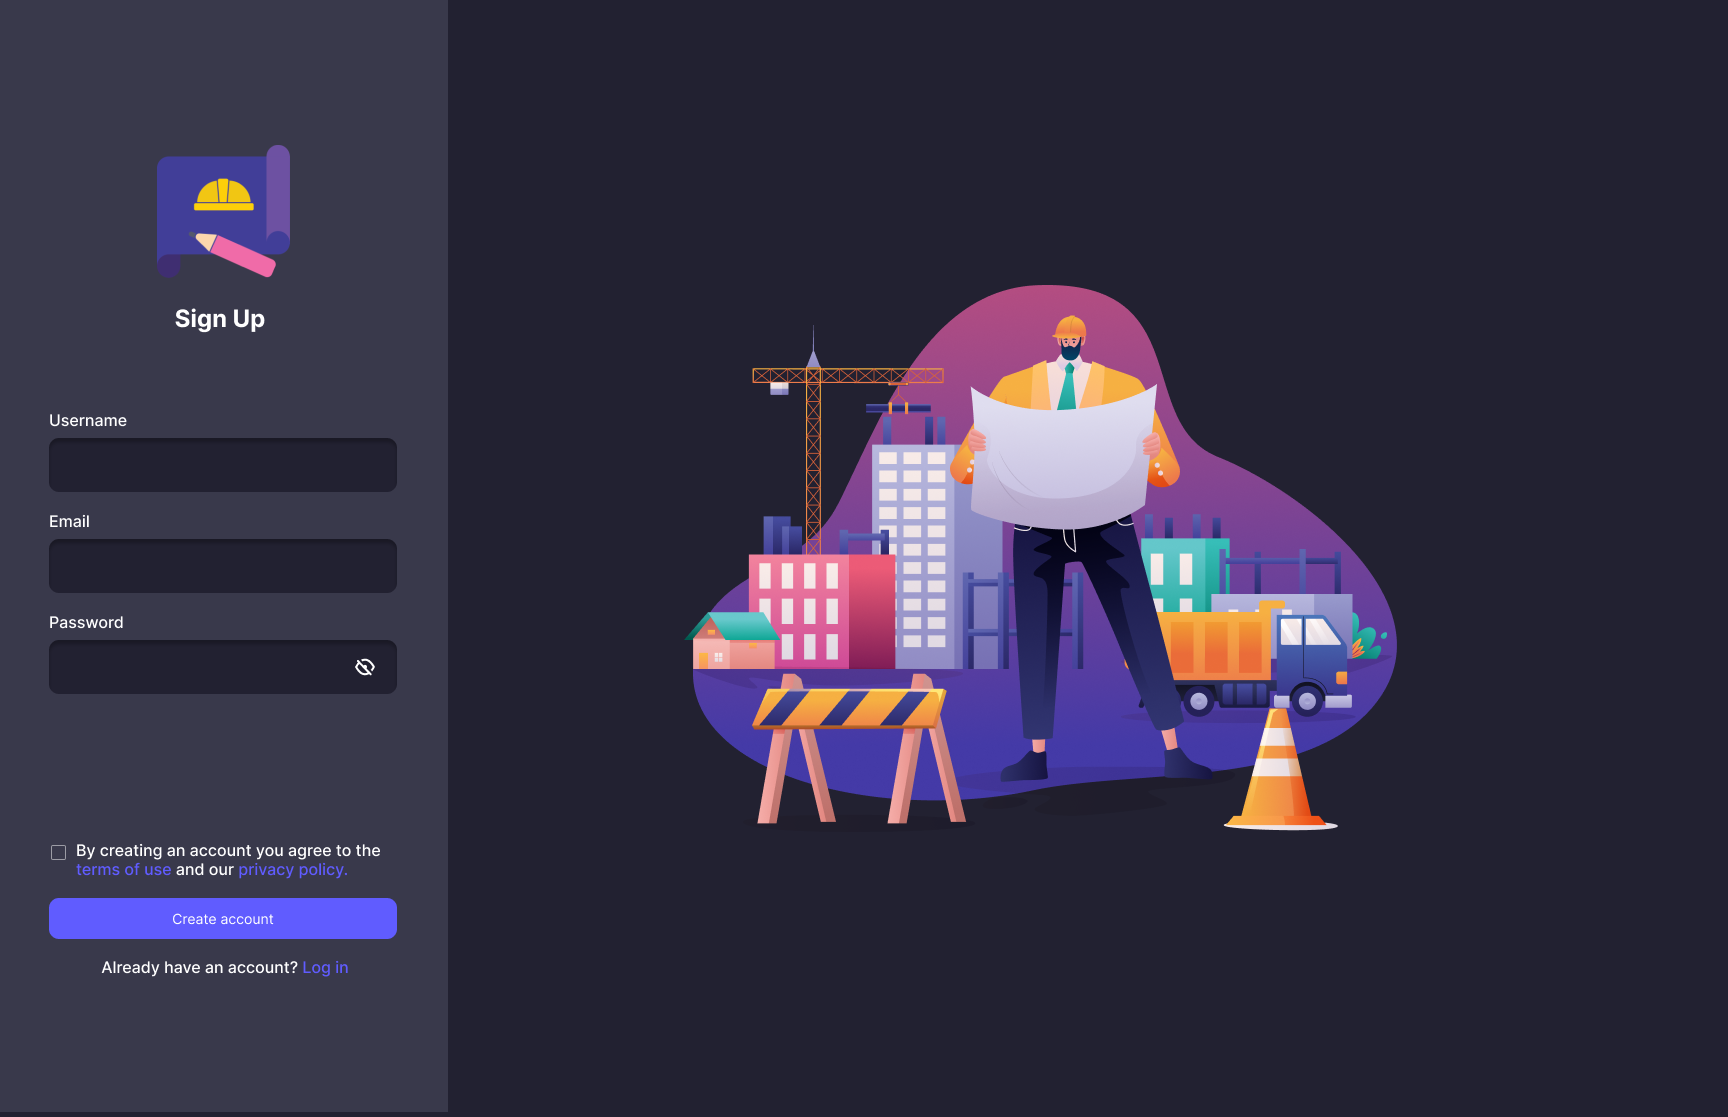 Sign Up
Username
Email
Password
By creating an account you agree to the
terms of use and our privacy policy.
Create account
Already have an account? Log in